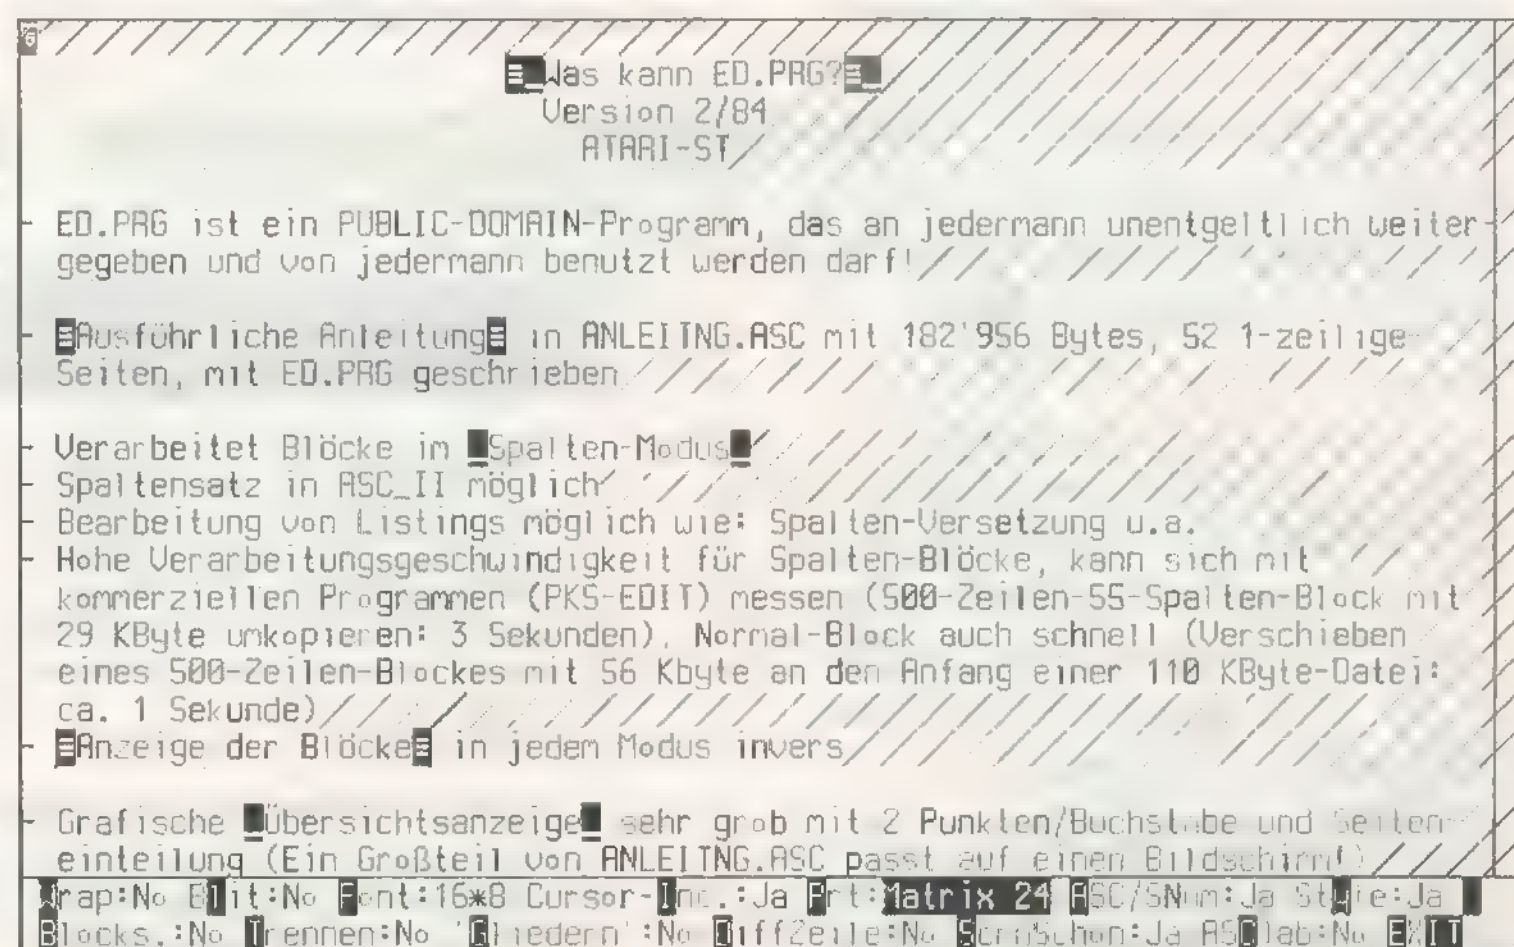 Was kann ED.PRG?
Version 2/84
ATARI-ST
- ED.PRG ist ein PUBLIC-DOMAIN-Programm, das an jedermann unentgeltlich weiter-
gegeben und von jedermann benutzt werden darf!
- Ausführliche Anleitung in ANLEITNG.ASC mit 182'956 Bytes, 52 1-zeilige
Seiten, mit ED.PRG geschrieben
- Verarbeitet Blöcke im Spalten-Modus
- Spaltensatz in ASC_II möglich
- Bearbeitung von Listings möglich wie: Spalten-Versetzung u.a.
- Hohe Verarbeitungsgeschwindigkeit für Spalten-Blöcke, kann sich mit
kommerziellen Programmen (PKS-EDIT) messen (500-Zeilen-55-Spalten-Block mit
29 KByte umkopieren: 3 Sekunden), Normal-Block auch schnell (Verschieben
eines 500-Zeilen-Blockes mit 56 Kbyte an den Anfang einer 110 KByte-Datei:
ca. 1 Sekunde)
- Anzeige der Blöcke in jedem Modus invers
- Grafische Übersichtsanzeige sehr grob mit 2 Punkten/Buchstabe und Seiten-
einteilung (Ein Großteil von ANLEITNG.ASC passt auf einen Bildschirm!)
Wrap:No Blit:No Font:16*8 Cursor-Inc.:Ja Prt:Matrix 24 ASC/SNum:Ja Style:Ja
Blocks.:No Trennen:No 'Gliedern':No DiffZeile:No ScrnSchon:Ja ASCIab:No EXIT